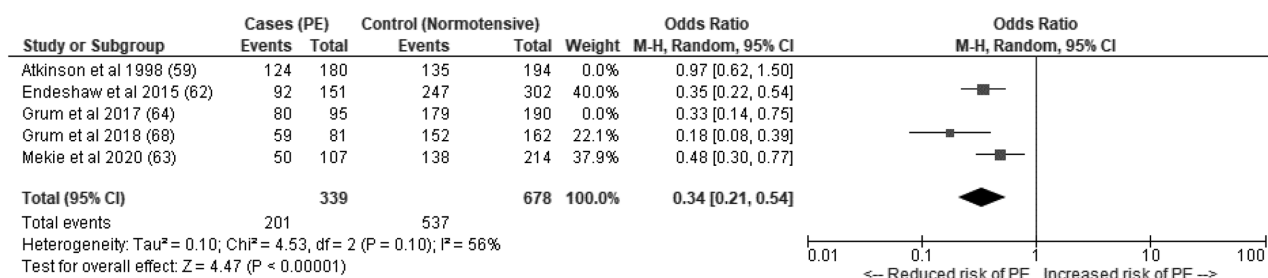 Cases (PE) Control (Normotensive) Odds Ratio Odds Ratio
Study or Subgroup Events Total Events Total Weight M-H, Random, 95% CI M-H, Random, 95% CI
Atkinson et al 1998 (59) 124 180 135 194 0.0% 0.97 [0.62, 1.50]
Endeshaw et al 2015 (62) 92 151 247 302 40.0% 0.35 [0.22, 0.54]
Grum et al 2017 (64) 80 95 179 190 0.0% 0.33 [0.14, 0.75]
Grum et al 2018 (68) 59 81 152 162 22.1% 0.18 [0.08, 0.39]
Mekie et al 2020 (63) 50 107 138 214 37.9% 0.48 [0.30, 0.77]
Total (95% CI) 339 678 100.0% 0.34 [0.21, 0.54]
Total events 201 537
Heterogeneity: Tau² = 0.10; Chi² = 4.53, df = 2 (P = 0.10); I² = 56%
Test for overall effect: Z = 4.47 (P < 0.00001)
0.01 0.1 1 10 100
<-- Reduced risk of PE Increased risk of PE -->